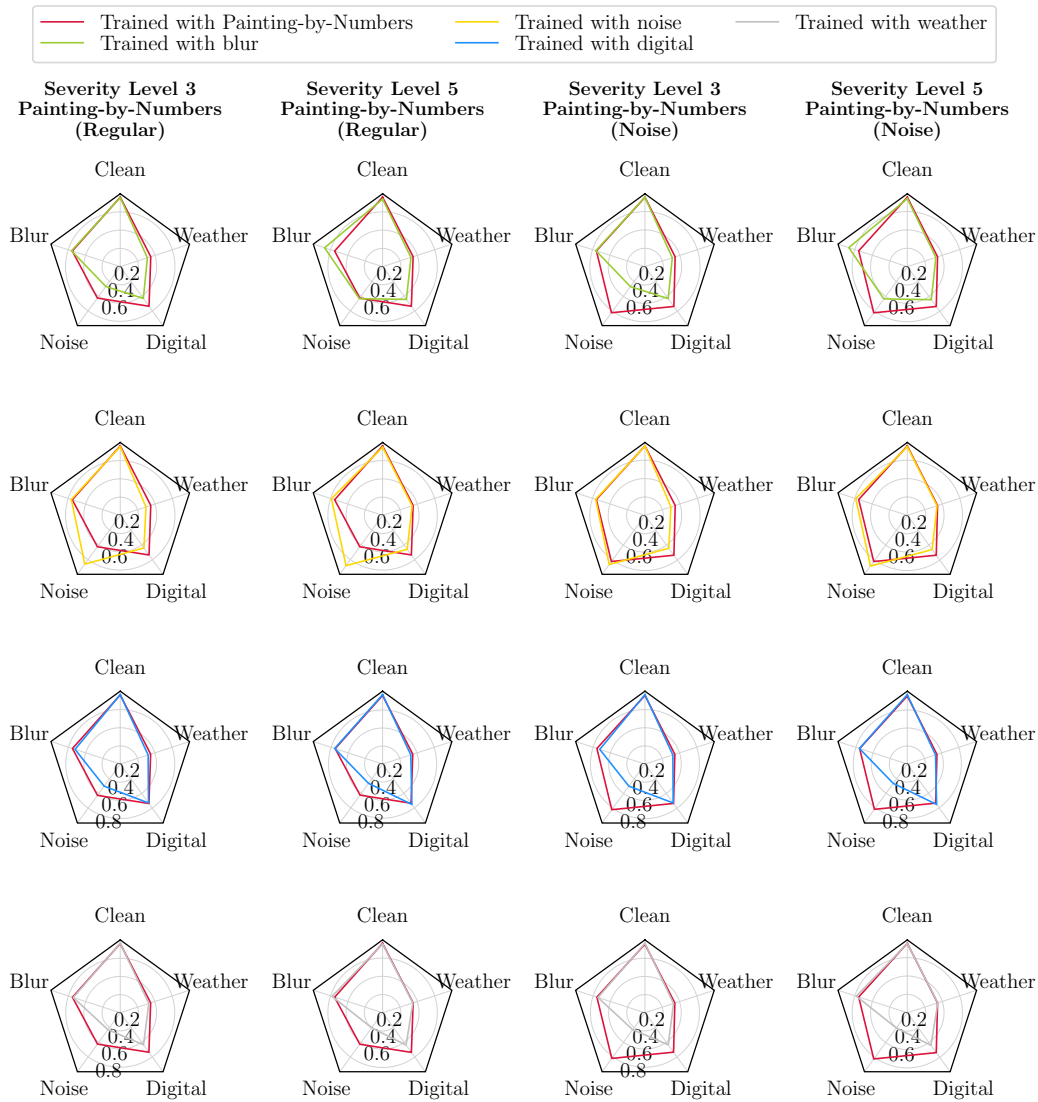 Trained with Painting-by-Numbers
Trained with blur
Trained with noise
Trained with digital
Trained with weather
Severity Level 3
Painting-by-Numbers
(Regular)
Severity Level 5
Painting-by-Numbers
(Regular)
Severity Level 3
Painting-by-Numbers
(Noise)
Severity Level 5
Painting-by-Numbers
(Noise)
Clean
Blur
Weather
0.2
0.4
0.6
Noise
Digital
Clean
Blur
Weather
0.2
0.4
0.6
Noise
Digital
Clean
Blur
Weather
0.2
0.4
0.6
Noise
Digital
Clean
Blur
Weather
0.2
0.4
0.6
Noise
Digital
Clean
Blur
Weather
0.2
0.4
0.6
Noise
Digital
Clean
Blur
Weather
0.2
0.4
0.6
Noise
Digital
Clean
Blur
Weather
0.2
0.4
0.6
Noise
Digital
Clean
Blur
Weather
0.2
0.4
0.6
Noise
Digital
Clean
Blur
Weather
0.2
0.4
0.6
0.8
Noise
Digital
Clean
Blur
Weather
0.2
0.4
0.6
0.8
Noise
Digital
Clean
Blur
Weather
0.2
0.4
0.6
0.8
Noise
Digital
Clean
Blur
Weather
0.2
0.4
0.6
0.8
Noise
Digital
Clean
Blur
Weather
0.2
0.4
0.6
0.8
Noise
Digital
Clean
Blur
Weather
0.2
0.4
0.6
Noise
Digital
Clean
Blur
Weather
0.2
0.4
0.6
0.8
Noise
Digital
Clean
Blur
Weather
0.2
0.4
0.6
Noise
Digital